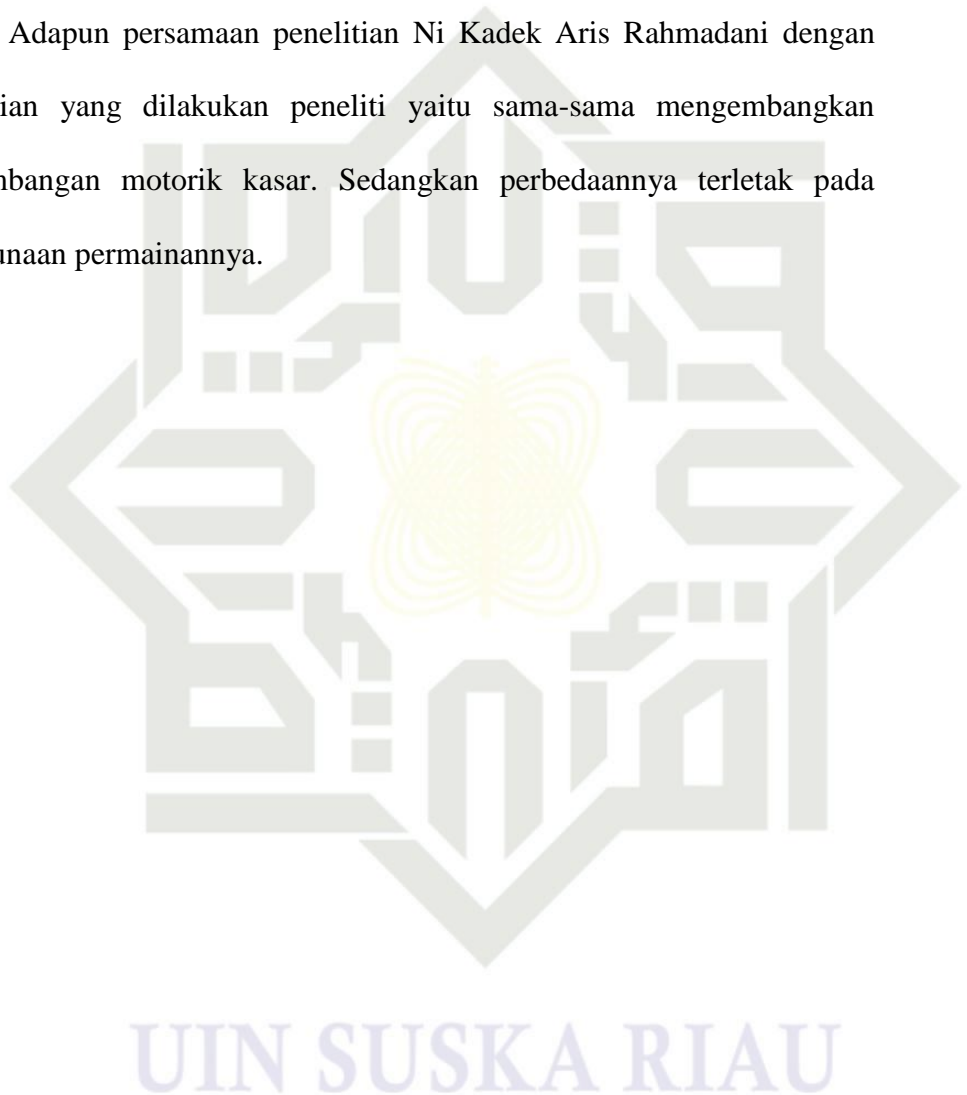 Adapun persamaan penelitian Ni Kadek Aris Rahmadani dengan
ian yang dilakukan peneliti yaitu sama-sama mengembangkan
nbangan motorik kasar. Sedangkan perbedaannya terletak pada
unaan permainannya.
UIN SUSKA RIAU